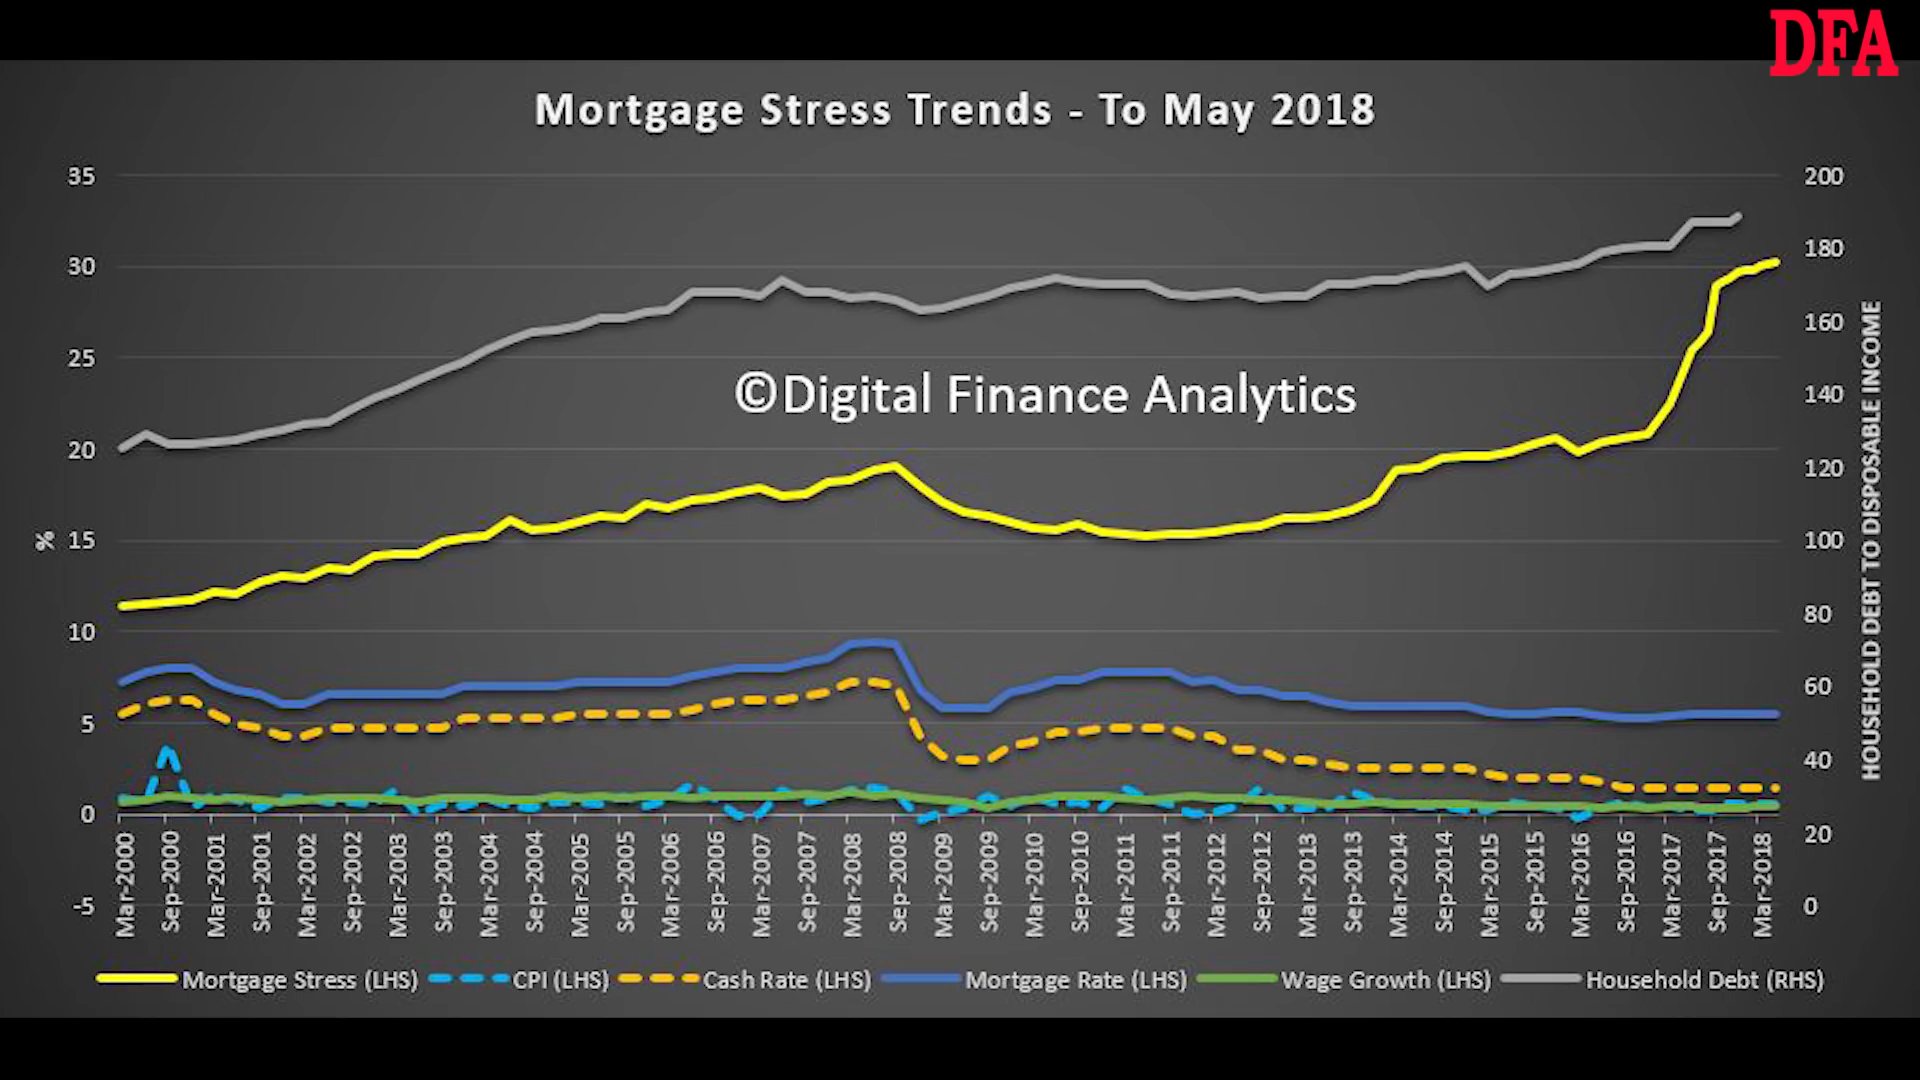 DFA
Mortgage Stress Trends - To May 2018
35
30
25
20
15
10
5
0
-5
%
200
180
160
140
120
100
80
60
40
20
0
HOUSEHOLD DEBT TO DISPOSABLE INCOME
©Digital Finance Analytics
Mar-2000
Sep-2000
Mar-2001
Sep-2001
Mar-2002
Sep-2002
Mar-2003
Sep-2003
Mar-2004
Sep-2004
Mar-2005
Sep-2005
Mar-2006
Sep-2006
Mar-2007
Sep-2007
Mar-2008
Sep-2008
Mar-2009
Sep-2009
Mar-2010
Sep-2010
Mar-2011
Sep-2011
Mar-2012
Sep-2012
Mar-2013
Sep-2013
Mar-2014
Sep-2014
Mar-2015
Sep-2015
Mar-2016
Sep-2016
Mar-2017
Sep-2017
Mar-2018
Mortgage Stress (LHS)
CPI (LHS)
Cash Rate (LHS)
Mortgage Rate (LHS)
Wage Growth (LHS)
Household Debt (RHS)